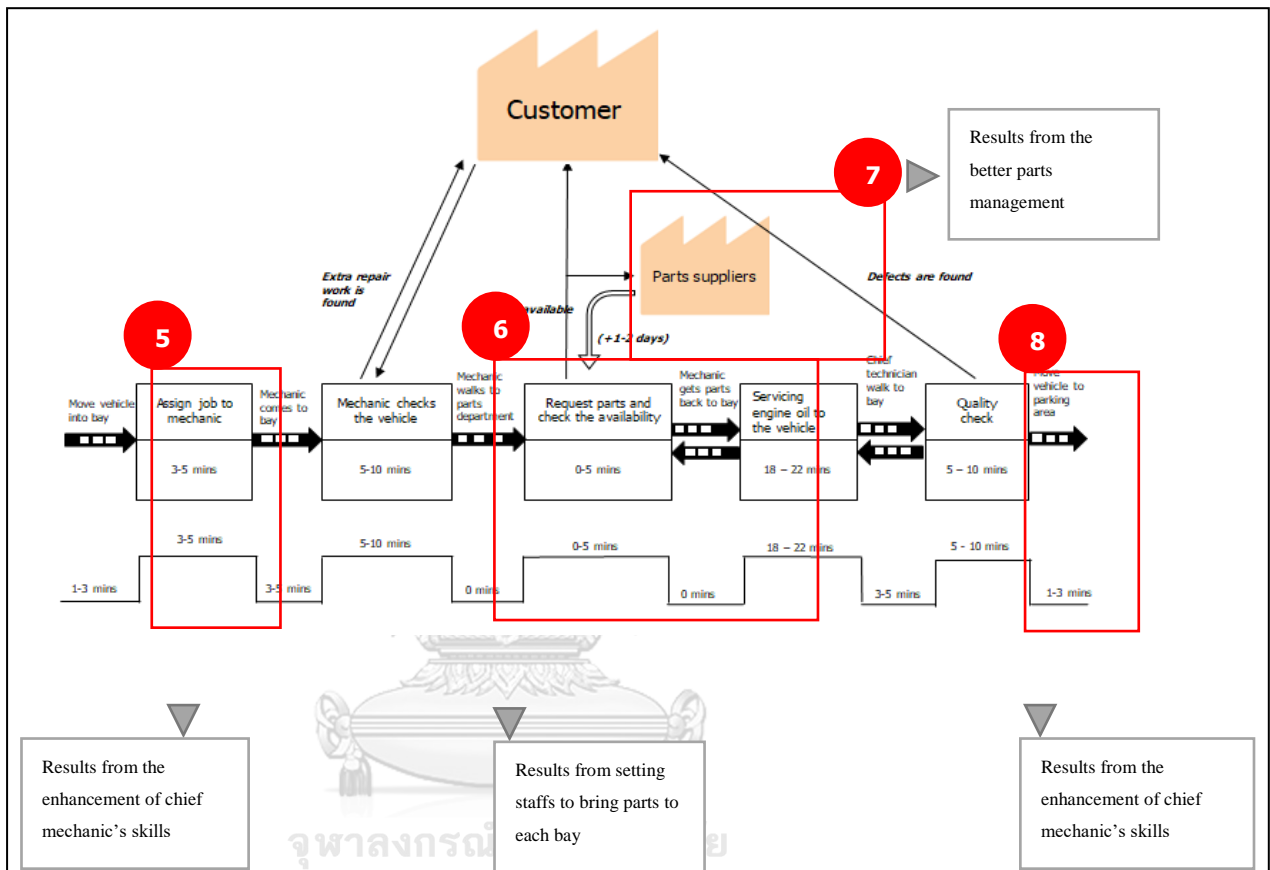 Customer
7
Results from the
better parts
management
Parts suppliers
Extra repair
work is
found
available
(+1-2 days)
Defects are found
5
6
8
Move vehicle
into bay
Assign job to
mechanic
3-5 mins
Mechanic
comes to
bay
Mechanic checks
the vehicle
5-10 mins
Mechanic
walks to
parts
department
Request parts and
check the availability
0-5 mins
Mechanic
gets parts
back to bay
Servicing
engine oil to
the vehicle
18 – 22 mins
Chief
technician
walk to
bay
Quality
check
5 – 10 mins
Move
vehicle to
parking
area
1-3 mins
3-5 mins
3-5 mins
5-10 mins
0 mins
0-5 mins
0 mins
18 – 22 mins
3-5 mins
5 - 10 mins
1-3 mins
Results from the
enhancement of chief
mechanic’s skills
Results from setting
staffs to bring parts to
each bay
Results from the
enhancement of chief
mechanic’s skills